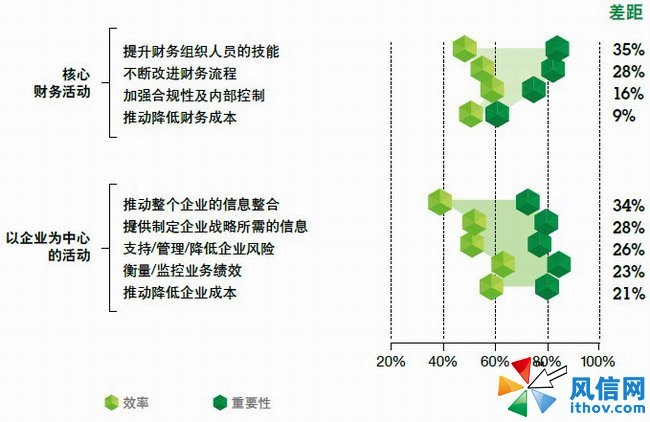 差距
核心
财务活动
提升财务组织人员的技能 35%
不断改进财务流程 28%
加强合规性及内部控制 16%
推动降低财务成本 9%
以企业为中心
的活动
推动整个企业的信息整合 34%
提供制定企业战略所需的信息 28%
支持/管理/降低企业风险 26%
衡量/监控业务绩效 23%
推动降低企业成本 21%
20% 40% 60% 80% 100%
效率 重要性
风信网
ithov.com